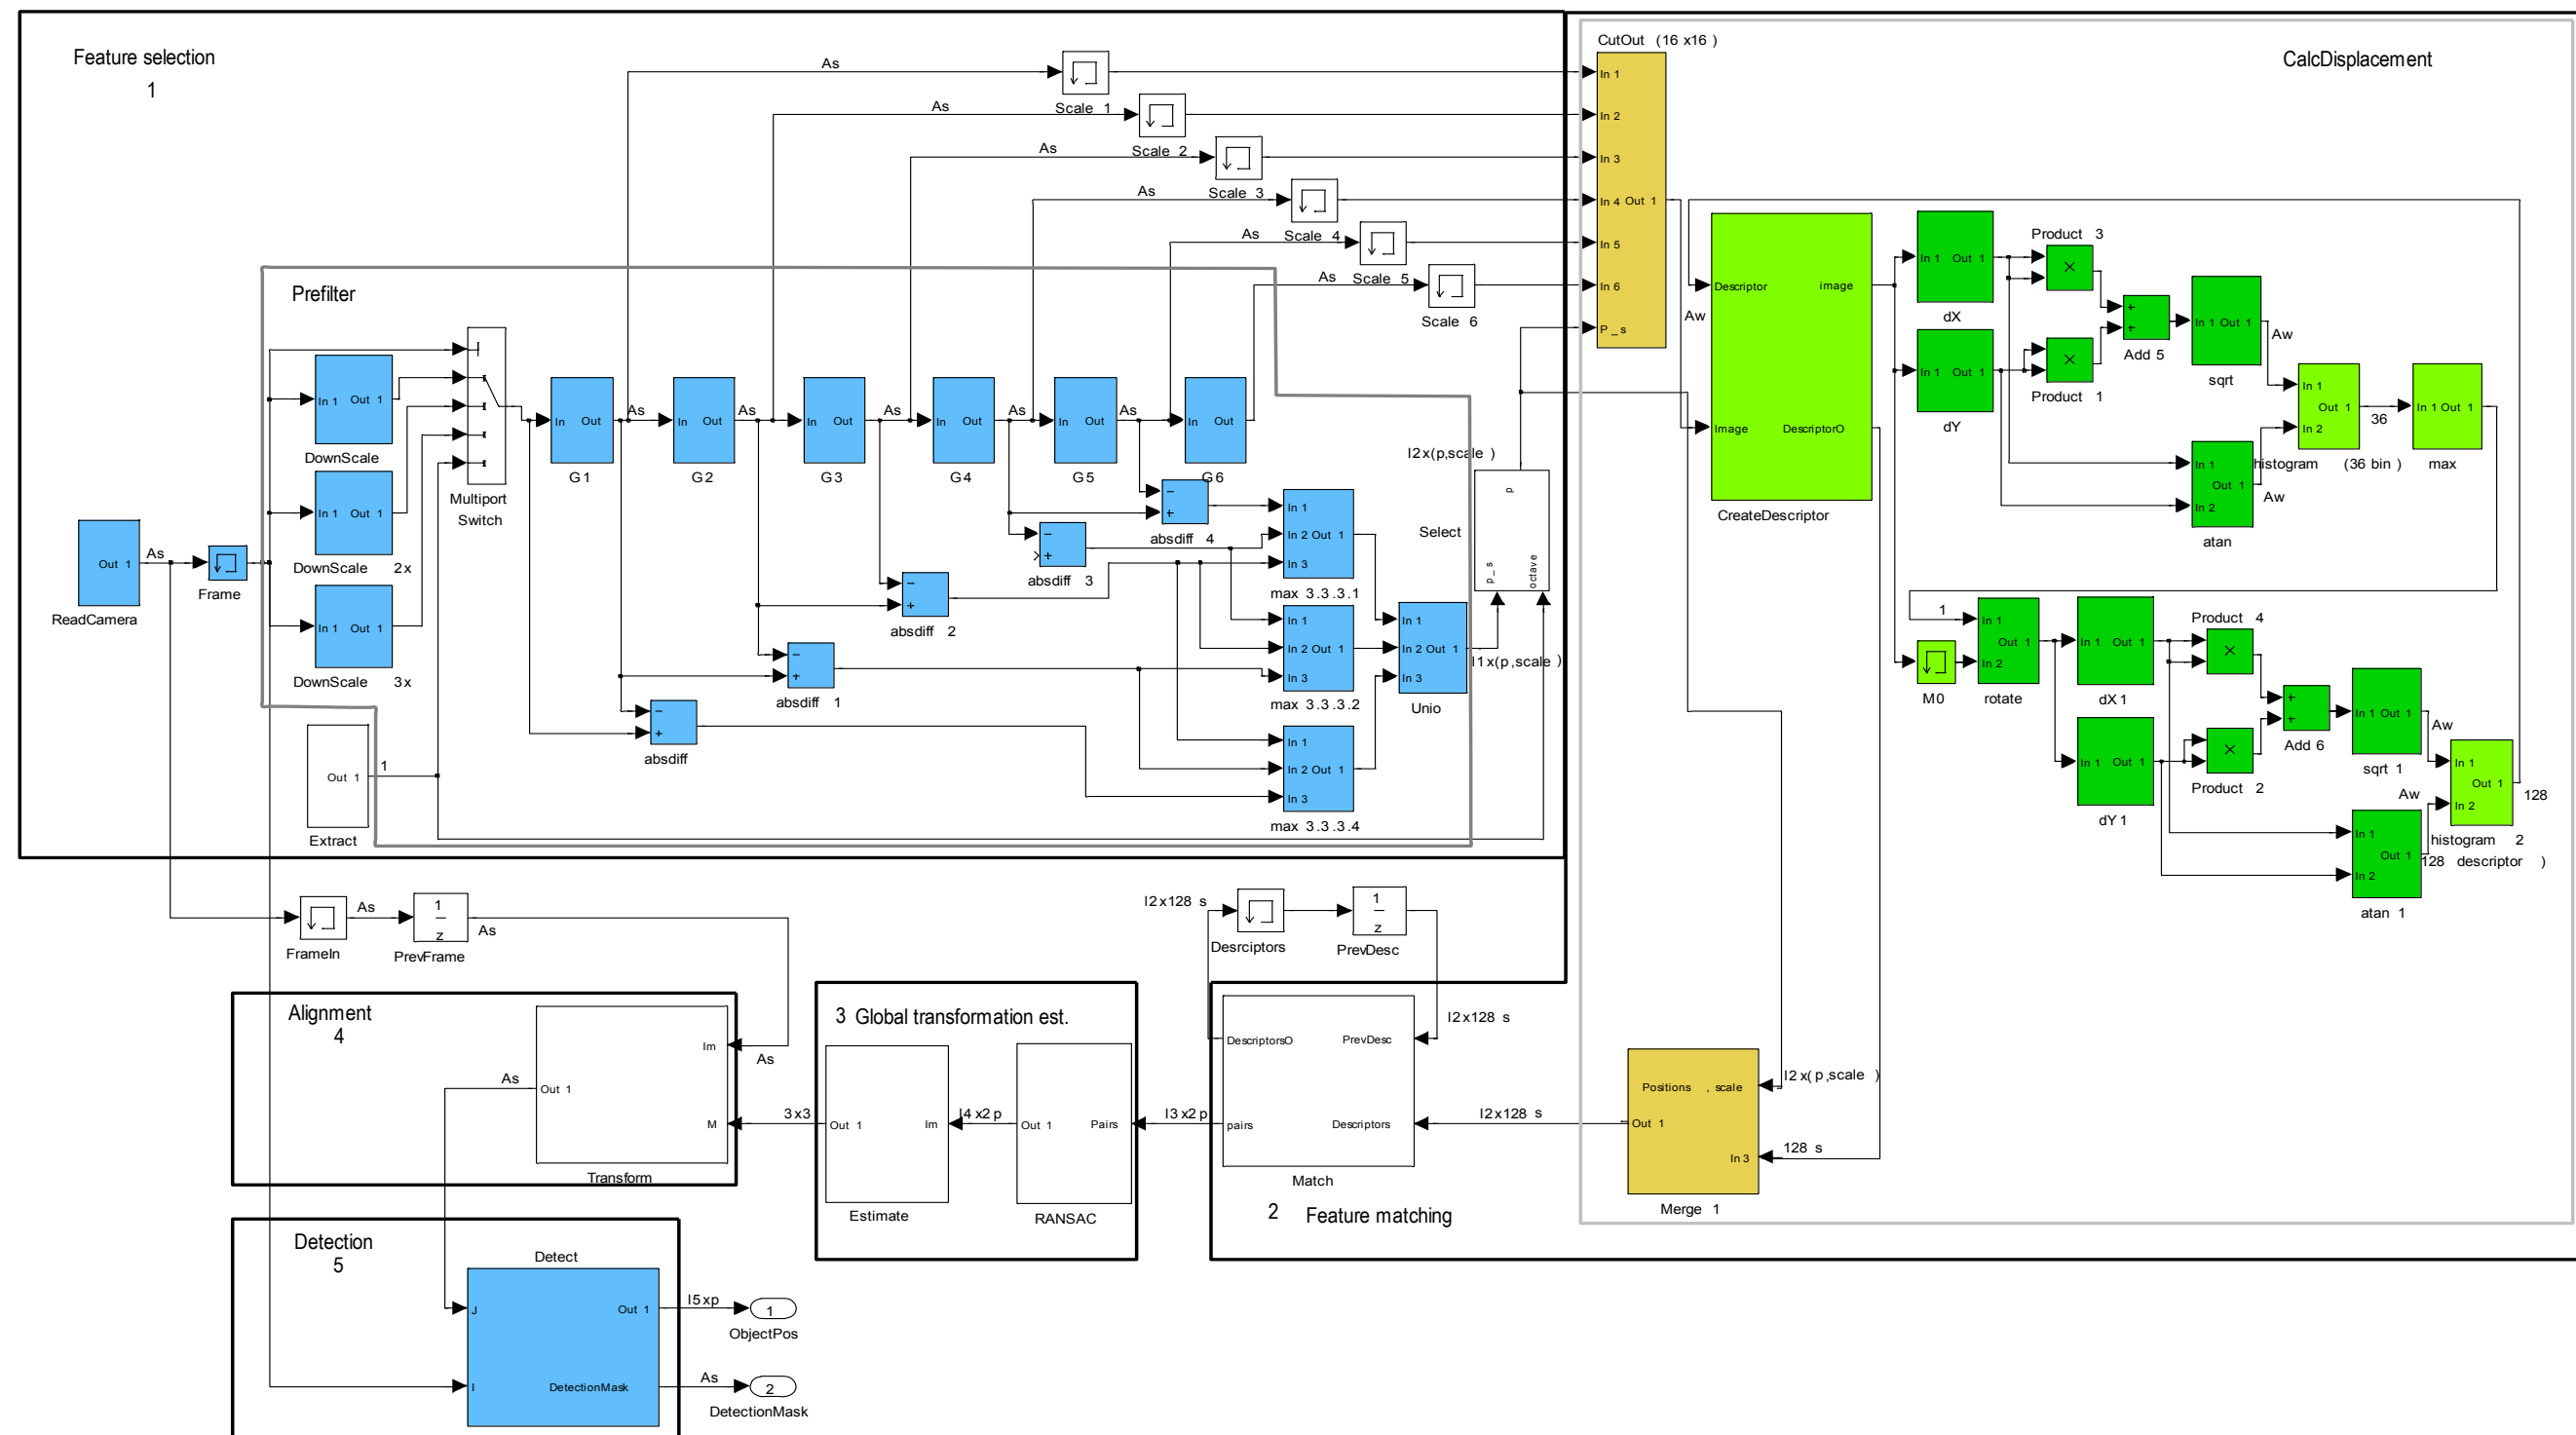 Feature selection
1
As
Scale 1
As
Scale 2
As
Scale 3
As
Scale 4
As
Scale 5
As
Scale 6
Prefilter
In 1 Out 1
DownScale
In 1 Out 1
DownScale 2x
In 1 Out 1
DownScale 3x
Multiport
Switch
Out 1
ReadCamera
As
Frame
In Out
G1
As
In Out
G2
As
In Out
G3
As
In Out
G4
As
In Out
G5
As
In Out
G6
-
+
absdiff 4
-
+
absdiff 3
-
+
absdiff 2
-
+
absdiff 1
-
+
absdiff
In 1
In 2 Out 1
In 3
max 3.3.3.1
In 1
In 2 Out 1
In 3
max 3.3.3.2
In 1
In 2 Out 1
In 3
max 3.3.3.4
In 1
In 2 Out 1
In 3
Unio
I1x(p,scale )
I2x(p,scale )
Select
p
p_s
octave
Out 1
1
Extract
CutOut (16 x16 )
In 1
In 2
In 3
In 4 Out 1
In 5
In 6
P_s
CalcDisplacement
Aw
Descriptor image
Image DescriptorO
CreateDescriptor
In 1 Out 1
dX
In 1 Out 1
dY
Product 3
×
×
Product 1
+
+
Add 5
In 1 Out 1
sqrt
Aw
In 1
In 2
Out 1
atan
Aw
In 1
Out 1
In 2
histogram (36 bin )
36
In 1 Out 1
max
1
M0
In 1
Out 1
In 2
rotate
In 1 Out 1
dX1
In 1 Out 1
dY1
Product 4
×
×
Product 2
+
+
Add 6
In 1 Out 1
sqrt 1
Aw
In 1
Out 1
In 2
atan 1
Aw
In 1
Out 1
In 2
128
histogram 2
128 descriptor )
FrameIn
As
1
z
PrevFrame
As
I2x128 s
Desrciptors
1
z
PrevDesc
I2x128 s
Alignment
4
Im
As
Out 1
As
M
Transform
3x3
3 Global transformation est.
Out 1 Im
Estimate
I4x2p
Out 1 Pairs
RANSAC
I3x2p
DescriptorsO PrevDesc
pairs Descriptors
Match
2 Feature matching
I2x128 s
Positions , scale
Out 1
In 3
Merge 1
I2x(p,scale )
128 s
Detection
5
Detect
J Out 1
I DetectionMask
I5xp
1
ObjectPos
As
2
DetectionMask